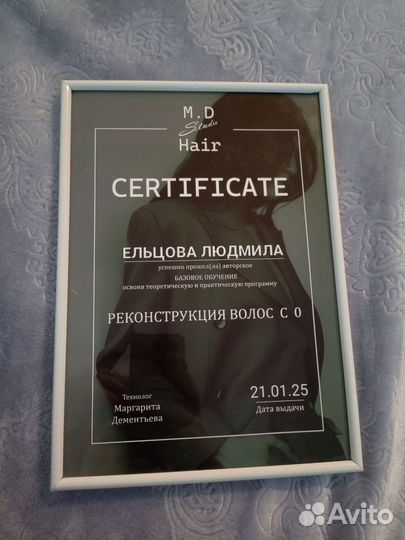 M.D
Studio
Hair
CERTIFICATE
ЕЛЬЦОВА ЛЮДМИЛА
успешно прошел(ла) авторское
БАЗОВОЕ ОБУЧЕНИЕ
освоив теоретическую и практическую программу
РЕКОНСТРУКЦИЯ ВОЛОС С 0
Технолог
Маргарита
Дементьева
21.01.25
Дата выдачи
Avito